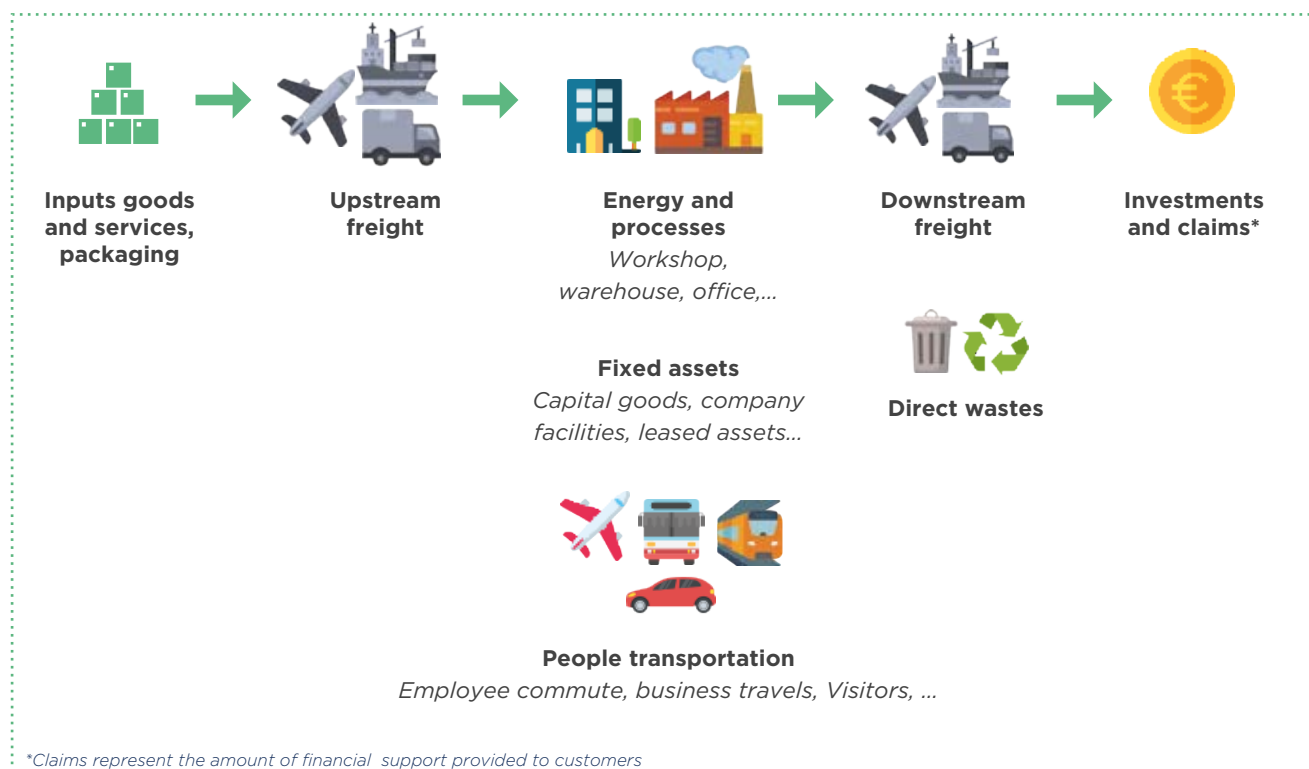 Inputs goods
and services,
packaging
Upstream
freight
Energy and
processes
Workshop,
warehouse, office,...
Downstream
freight
€
Investments
and claims*
Fixed assets
Capital goods, company
facilities, leased assets...
Direct wastes
People transportation
Employee commute, business travels, Visitors, ...
*Claims represent the amount of financial support provided to customers